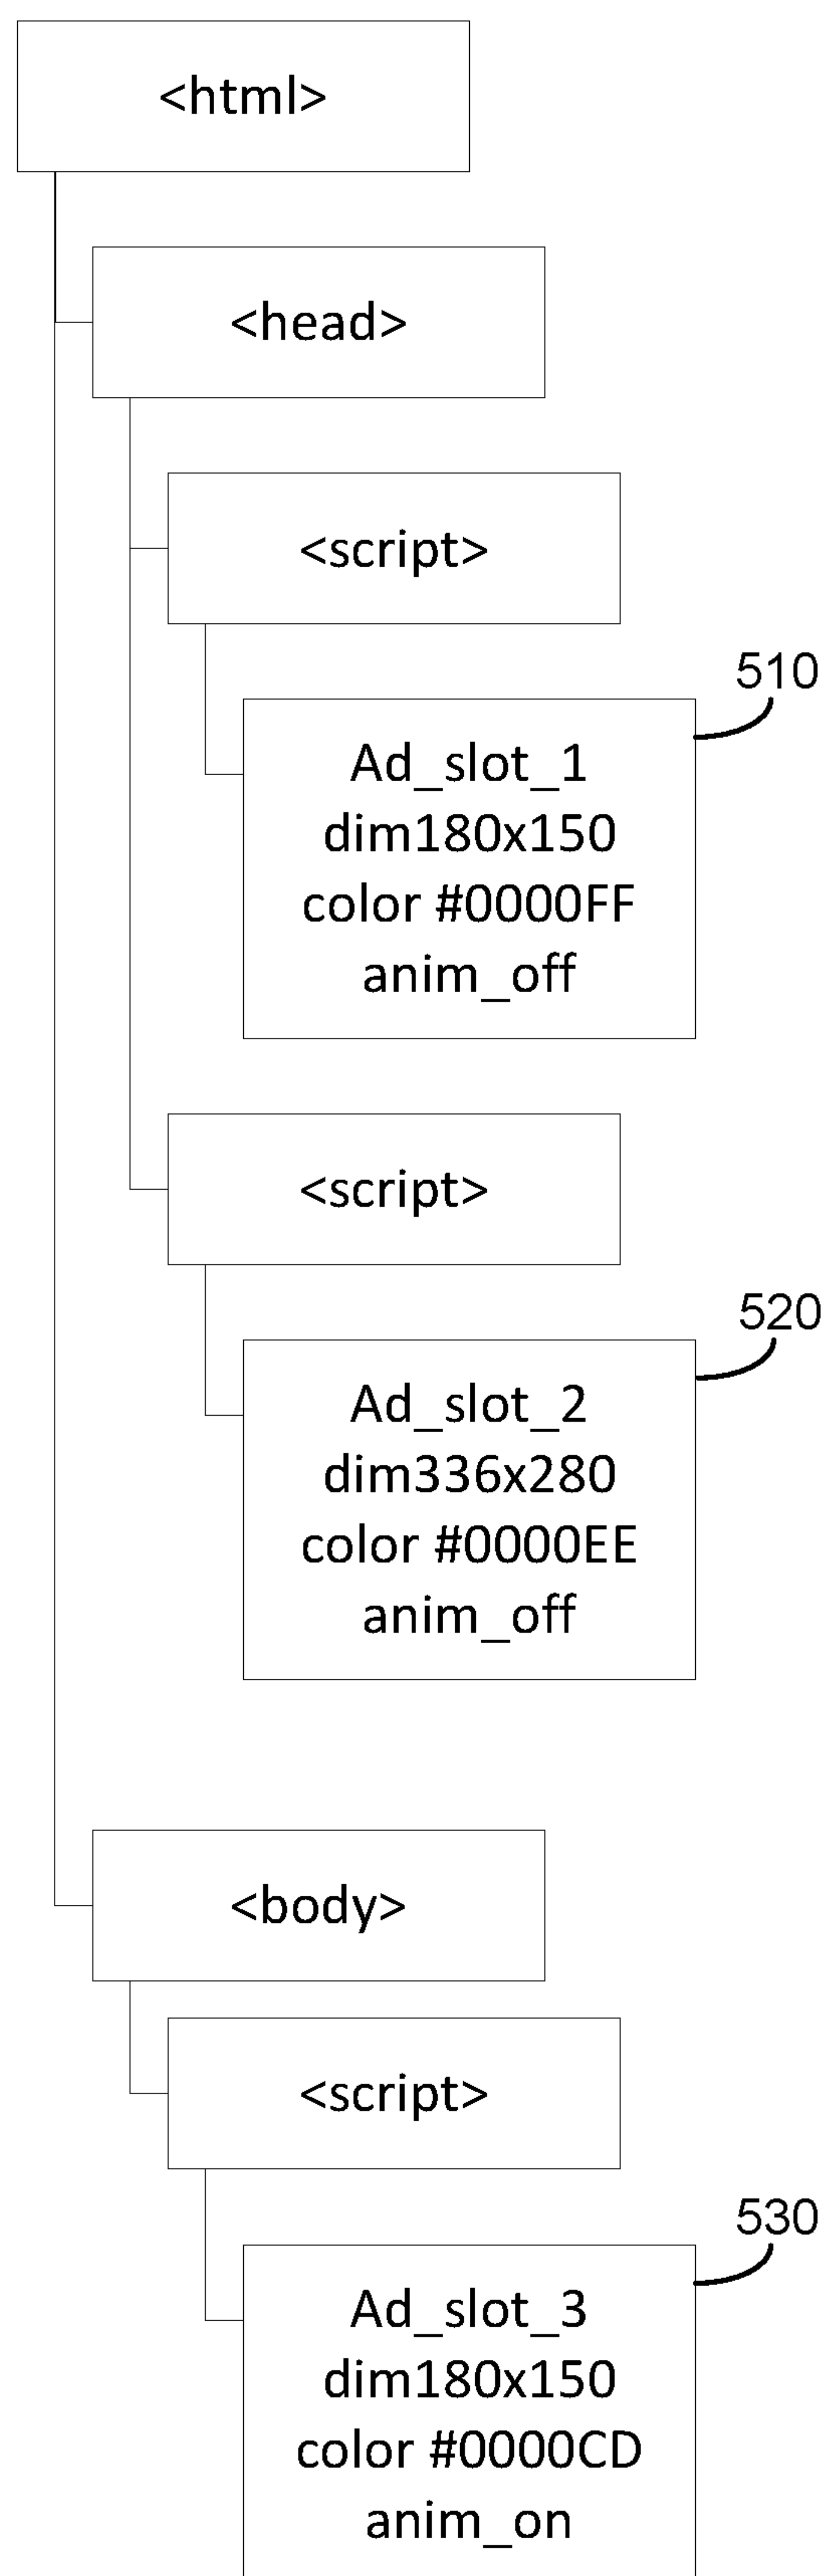 <html>
<head>
<script>
510
Ad_slot_1
dim180x150
color #0000FF
anim_off
<script>
520
Ad_slot_2
dim336x280
color #0000EE
anim_off
<body>
<script>
530
Ad_slot_3
dim180x150
color #0000CD
anim_on